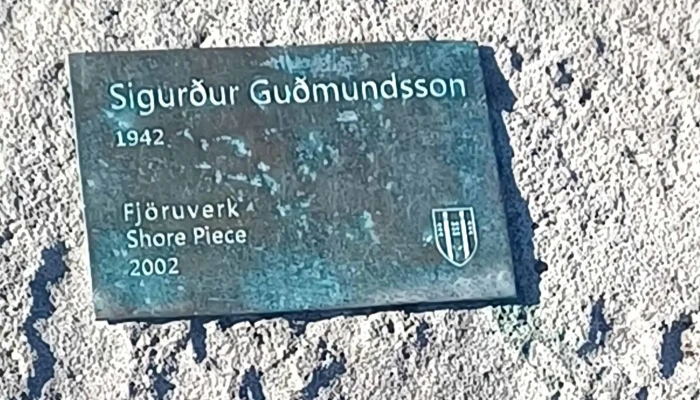 Sigurður Guðmundsson
1942
Fjöruverk
Shore Piece
2002